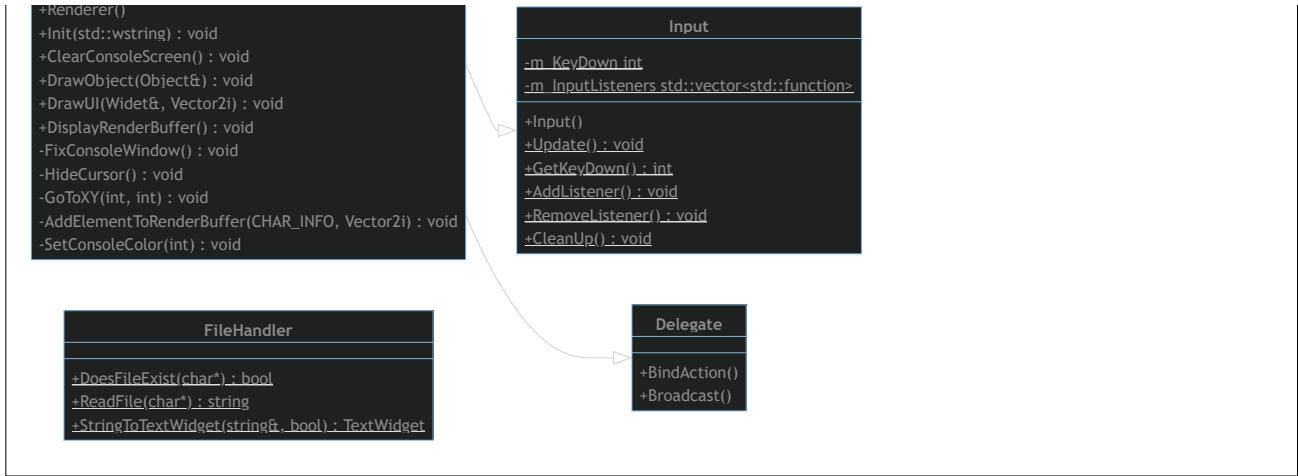 +Renderer()
+Init(std::wstring) : void
+ClearConsoleScreen() : void
+DrawObject(Object&) : void
+DrawUI(Widet&, Vector2i) : void
+DisplayRenderBuffer() : void
-FixConsoleWindow() : void
-HideCursor() : void
-GoToXY(int, int) : void
-AddElementToRenderBuffer(CHAR_INFO, Vector2i) : void
-SetConsoleColor(int) : void
Input
-m_KeyDown int
-m_InputListeners std::vector<std::function>
+Input()
+Update() : void
+GetKeyDown() : int
+AddListener() : void
+RemoveListener() : void
+CleanUp() : void
FileHandler
+DoesFileExist(char*) : bool
+ReadFile(char*) : string
+StringToTextWidget(string&, bool) : TextWidget
Delegate
+BindAction()
+Broadcast()